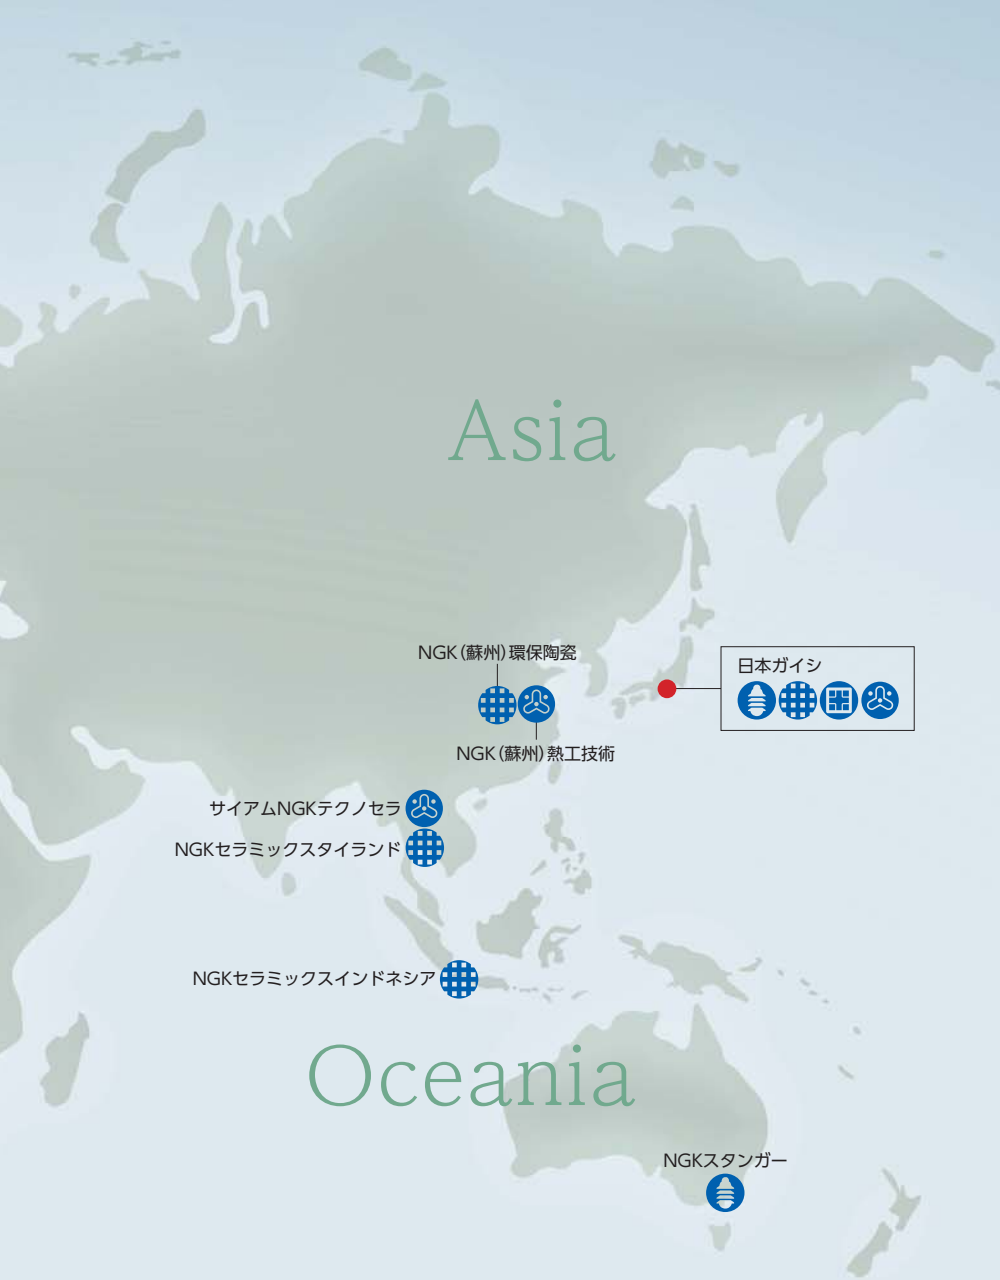 Asia
NGK(蘇州)環保陶瓷
日本ガイシ
NGK(蘇州)熱工技術
サイアムNGKテクノセラ
NGKセラミックスタイランド
NGKセラミックスインドネシア
Oceania
NGKスタンガー